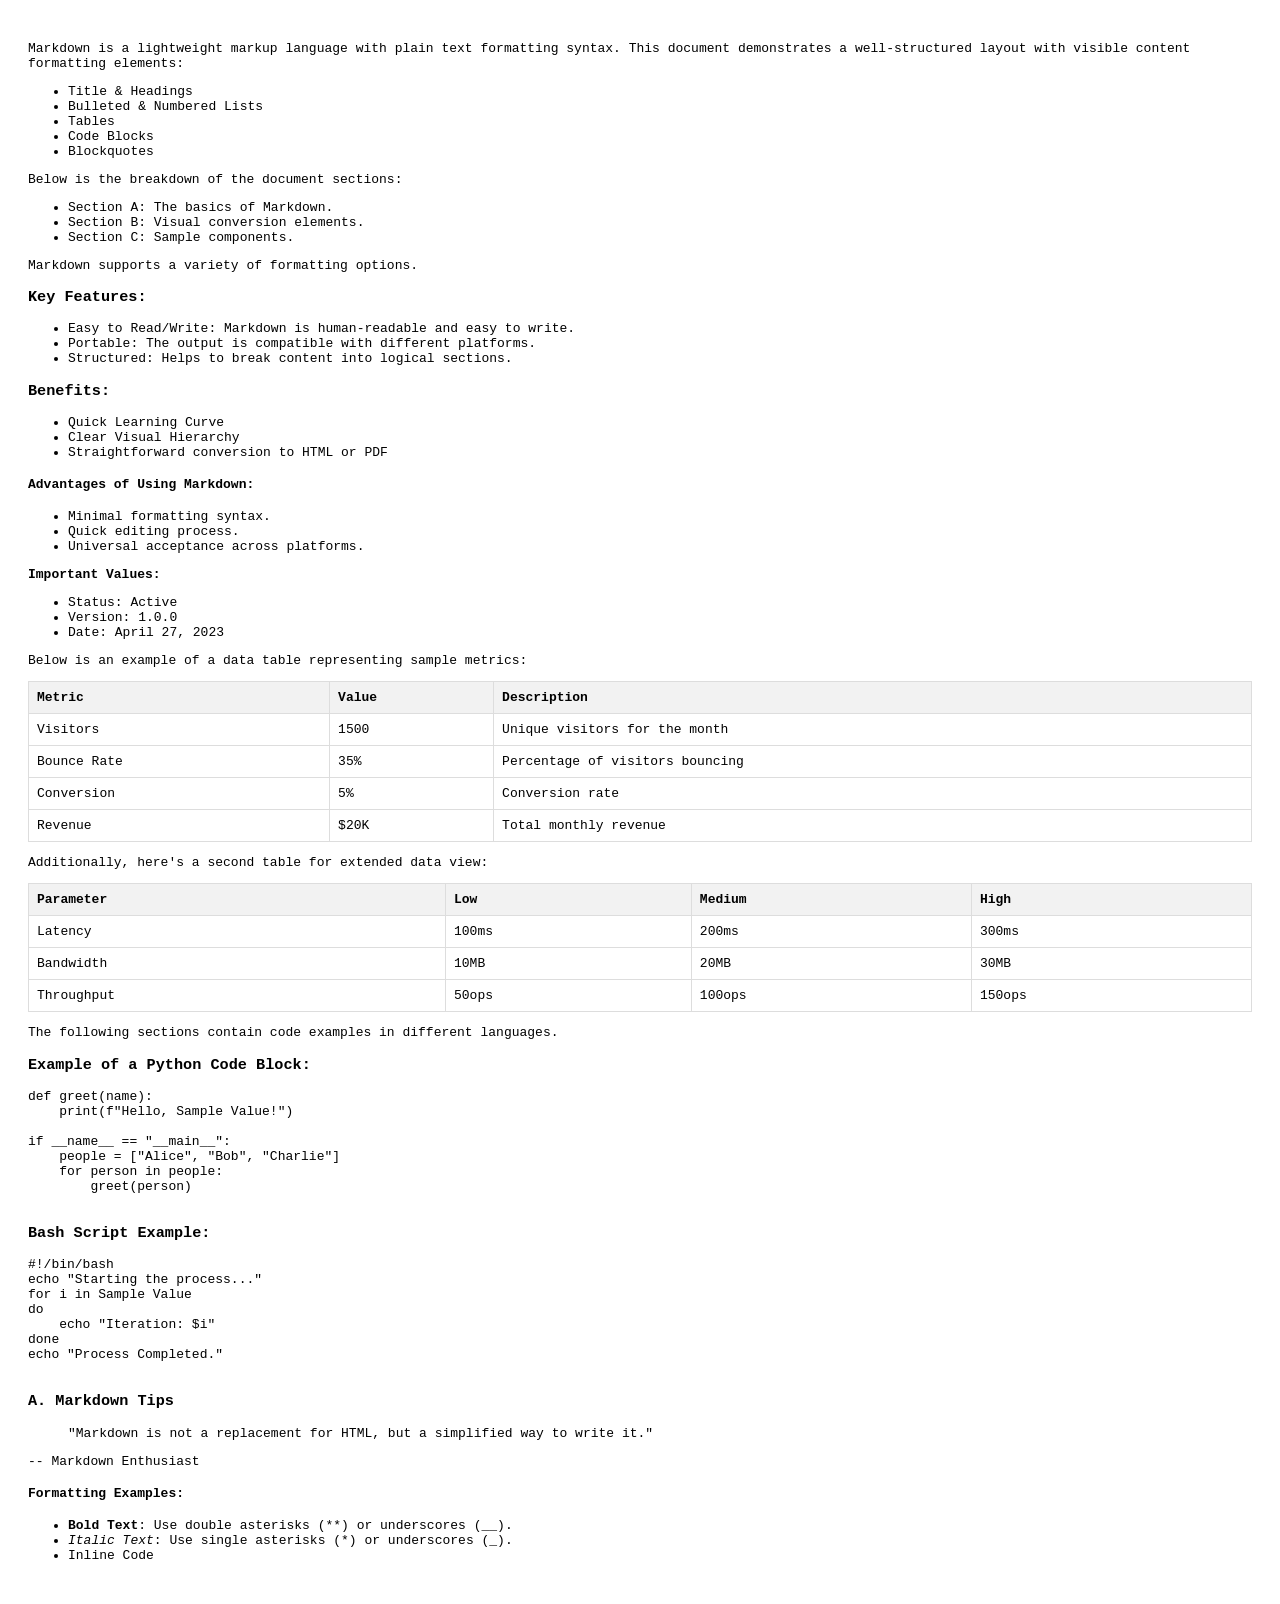 Markdown is a lightweight markup language with plain text formatting syntax. This document demonstrates a well-structured layout with visible content
formatting elements:
• Title & Headings
• Bulleted & Numbered Lists
• Tables
• Code Blocks
• Blockquotes
Below is the breakdown of the document sections:
• Section A: The basics of Markdown.
• Section B: Visual conversion elements.
• Section C: Sample components.
Markdown supports a variety of formatting options.
Key Features:
• Easy to Read/Write: Markdown is human-readable and easy to write.
• Portable: The output is compatible with different platforms.
• Structured: Helps to break content into logical sections.
Benefits:
• Quick Learning Curve
• Clear Visual Hierarchy
• Straightforward conversion to HTML or PDF
Advantages of Using Markdown:
• Minimal formatting syntax.
• Quick editing process.
• Universal acceptance across platforms.
Important Values:
• Status: Active
• Version: 1.0.0
• Date: April 27, 2023
Below is an example of a data table representing sample metrics:
Metric Value Description
Visitors 1500 Unique visitors for the month
Bounce Rate 35% Percentage of visitors bouncing
Conversion 5% Conversion rate
Revenue $20K Total monthly revenue
Additionally, here's a second table for extended data view:
Parameter Low Medium High
Latency 100ms 200ms 300ms
Bandwidth 10MB 20MB 30MB
Throughput 50ops 100ops 150ops
The following sections contain code examples in different languages.
Example of a Python Code Block:
def greet(name):
    print(f"Hello, Sample Value!")
if __name__ == "__main__":
    people = ["Alice", "Bob", "Charlie"]
    for person in people:
        greet(person)
Bash Script Example:
#!/bin/bash
echo "Starting the process..."
for i in Sample Value
do
    echo "Iteration: $i"
done
echo "Process Completed."
A. Markdown Tips
"Markdown is not a replacement for HTML, but a simplified way to write it."
-- Markdown Enthusiast
Formatting Examples:
• Bold Text: Use double asterisks (**) or underscores (__).
• Italic Text: Use single asterisks (*) or underscores (_).
• Inline Code